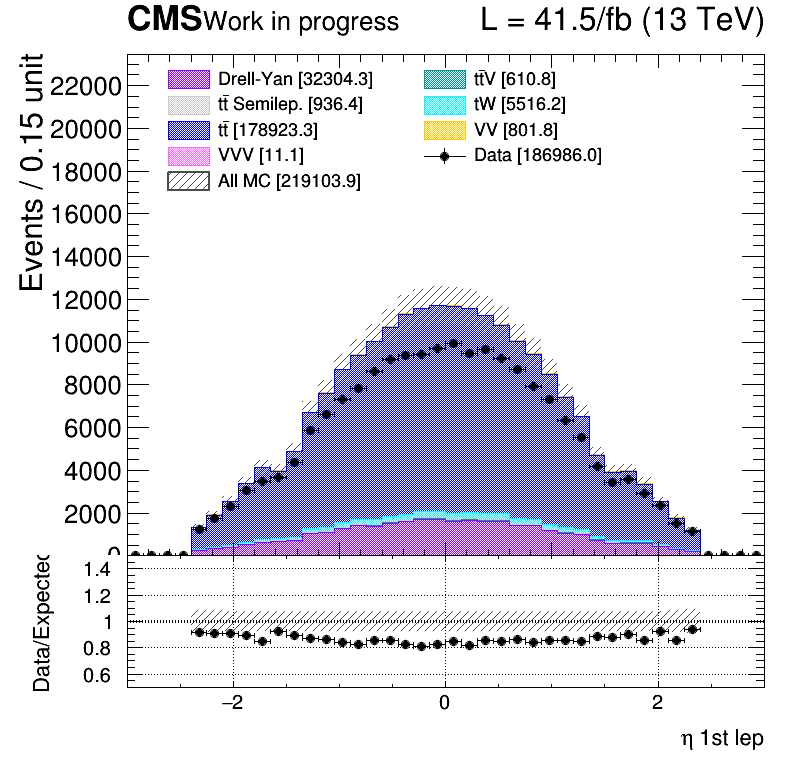 CMS Work in progress L = 41.5/fb (13 TeV)
Events / 0.15 unit
22000
20000
18000
16000
14000
12000
10000
8000
6000
4000
2000
0
Drell-Yan [32304.3]
tt̄ Semilep. [936.4]
tt̄ [178923.3]
VVV [11.1]
All MC [219103.9]
tt̄V [610.8]
tW [5516.2]
VV [801.8]
Data [186986.0]
Data/Expected
1.4
1.2
1
0.8
0.6
−2 0 2
η 1st lep